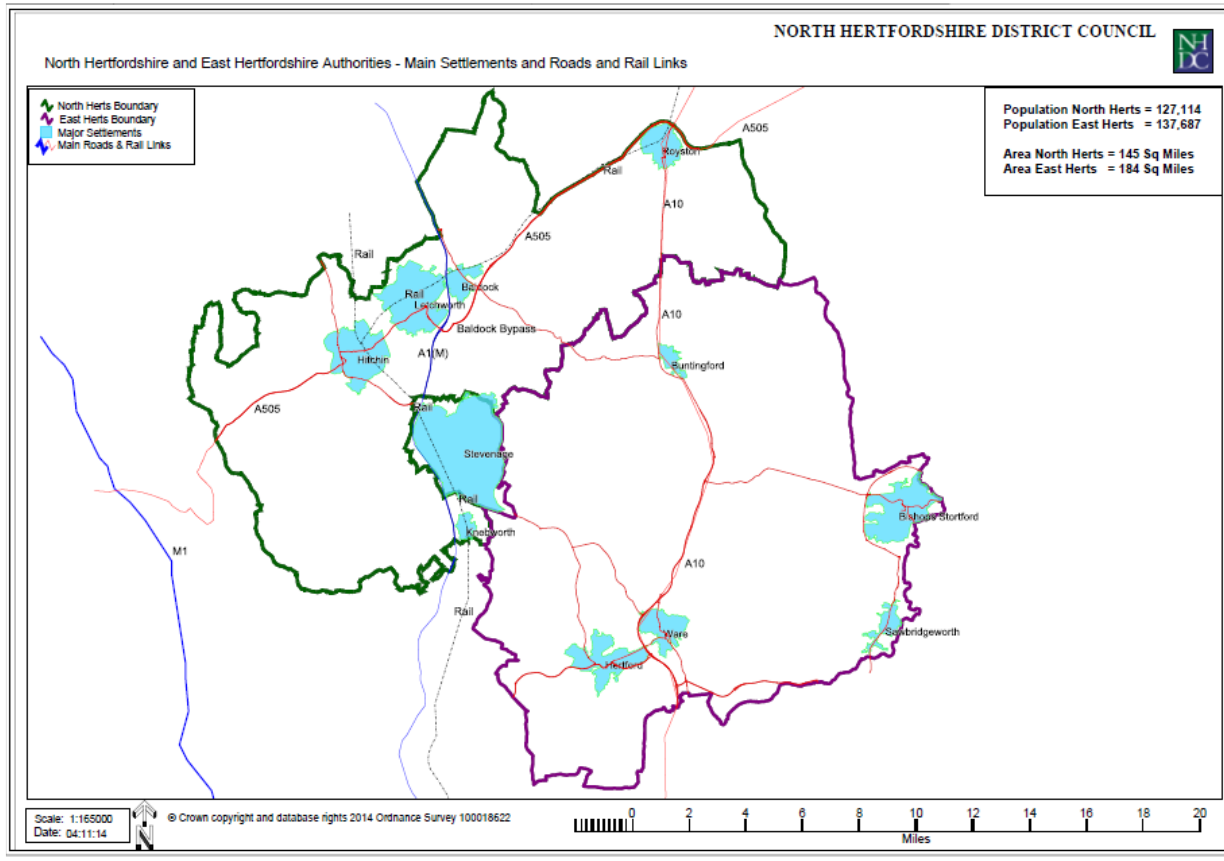 NORTH HERTFORDSHIRE DISTRICT COUNCIL
NH
DC
North Hertfordshire and East Hertfordshire Authorities - Main Settlements and Roads and Rail Links
North Herts Boundary
East Herts Boundary
Major Settlements
Main Roads & Rail Links
Population North Herts = 127,114
Population East Herts = 137,687
Area North Herts = 145 Sq Miles
Area East Herts = 184 Sq Miles
A505
Royston
Rail
A10
A505
Rail
Rail
Baldock
Letchworth
A10
Baldock Bypass
A1(M)
Hitchin
Buntingford
A505
Rail
Stevenage
Rail
Bishops Stortford
Knebworth
M1
A10
Rail
Ware
Sawbridgeworth
Hertford
Scale: 1:165000
Date: 04:11:14
N
© Crown copyright and database rights 2014 Ordnance Survey 100018622
0 2 4 6 8 10 12 14 16 18 20
Miles